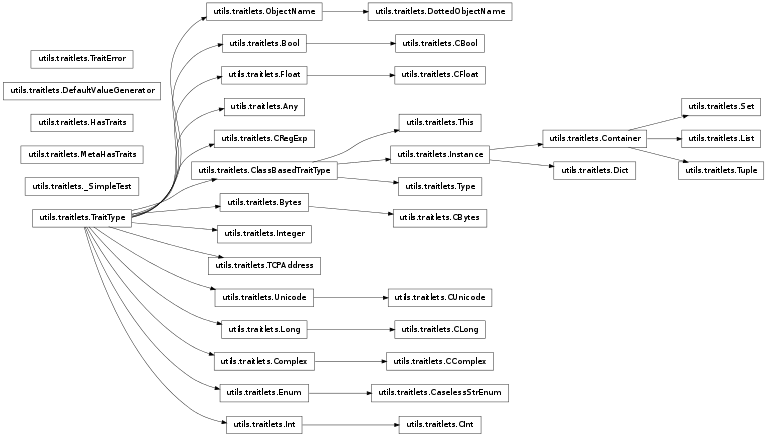 utils.traitlets.ObjectName
utils.traitlets.DottedObjectName
utils.traitlets.Bool
utils.traitlets.CBool
utils.traitlets.TraitError
utils.traitlets.Float
utils.traitlets.CFloat
utils.traitlets.DefaultValueGenerator
utils.traitlets.Any
utils.traitlets.Set
utils.traitlets.HasTraits
utils.traitlets.This
utils.traitlets.CRegExp
utils.traitlets.Container
utils.traitlets.List
utils.traitlets.MetaHasTraits
utils.traitlets.Instance
utils.traitlets.ClassBasedTraitType
utils.traitlets.Dict
utils.traitlets.Tuple
utils.traitlets._SimpleTest
utils.traitlets.Type
utils.traitlets.Bytes
utils.traitlets.TraitType
utils.traitlets.CBytes
utils.traitlets.Integer
utils.traitlets.TCPAddress
utils.traitlets.Unicode
utils.traitlets.CUnicode
utils.traitlets.Long
utils.traitlets.CLong
utils.traitlets.Complex
utils.traitlets.CComplex
utils.traitlets.Enum
utils.traitlets.CaselessStrEnum
utils.traitlets.Int
utils.traitlets.CInt